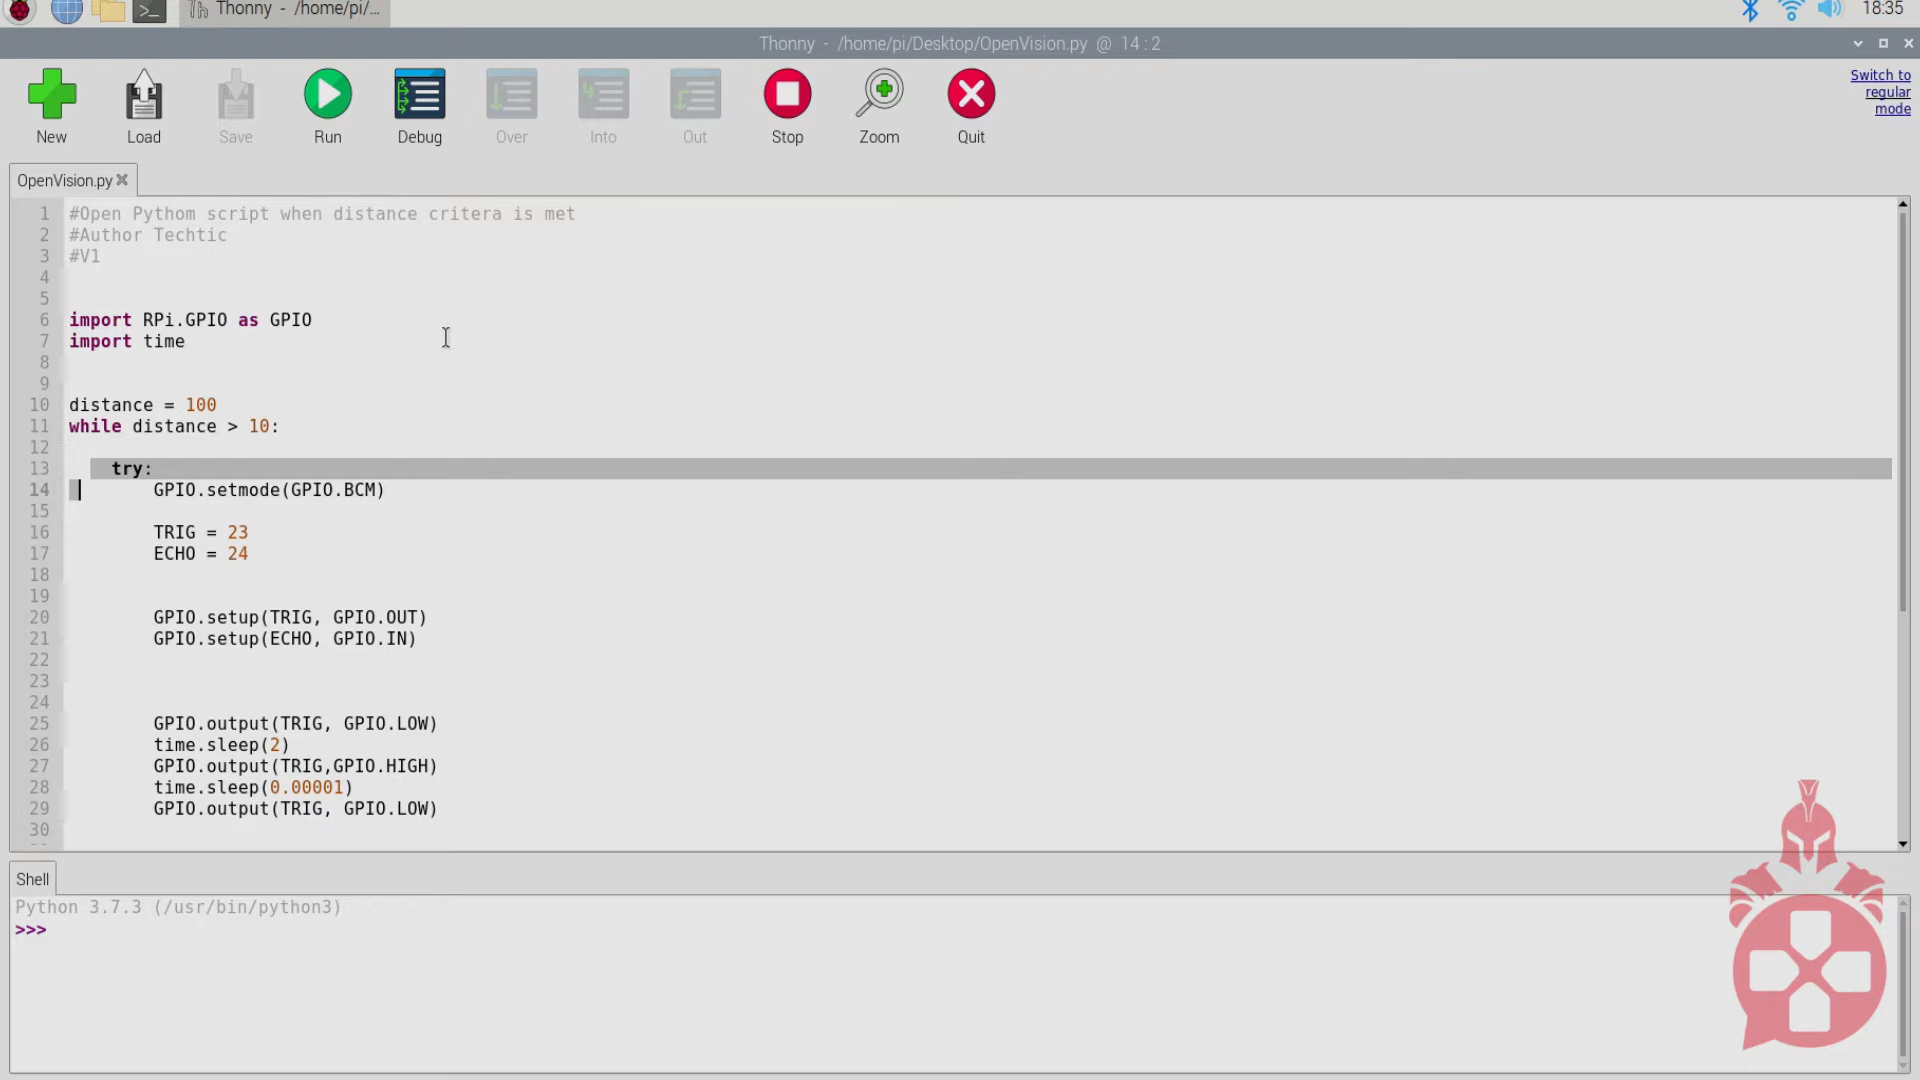 Thonny - /home/pi/...
18:35
Thonny - /home/pi/Desktop/OpenVision.py @ 14:2
New
Load
Save
Run
Debug
Over
Into
Out
Stop
Zoom
Quit
Switch to
regular
mode
OpenVision.py
1 #Open Pythom script when distance critera is met
2 #Author Techtic
3 #V1
4
5
6 import RPi.GPIO as GPIO
7 import time
8
9
10 distance = 100
11 while distance > 10:
12
13 try:
14 GPIO.setmode(GPIO.BCM)
15
16 TRIG = 23
17 ECHO = 24
18
19
20 GPIO.setup(TRIG, GPIO.OUT)
21 GPIO.setup(ECHO, GPIO.IN)
22
23
24
25 GPIO.output(TRIG, GPIO.LOW)
26 time.sleep(2)
27 GPIO.output(TRIG,GPIO.HIGH)
28 time.sleep(0.00001)
29 GPIO.output(TRIG, GPIO.LOW)
30
Shell
Python 3.7.3 (/usr/bin/python3)
>>>